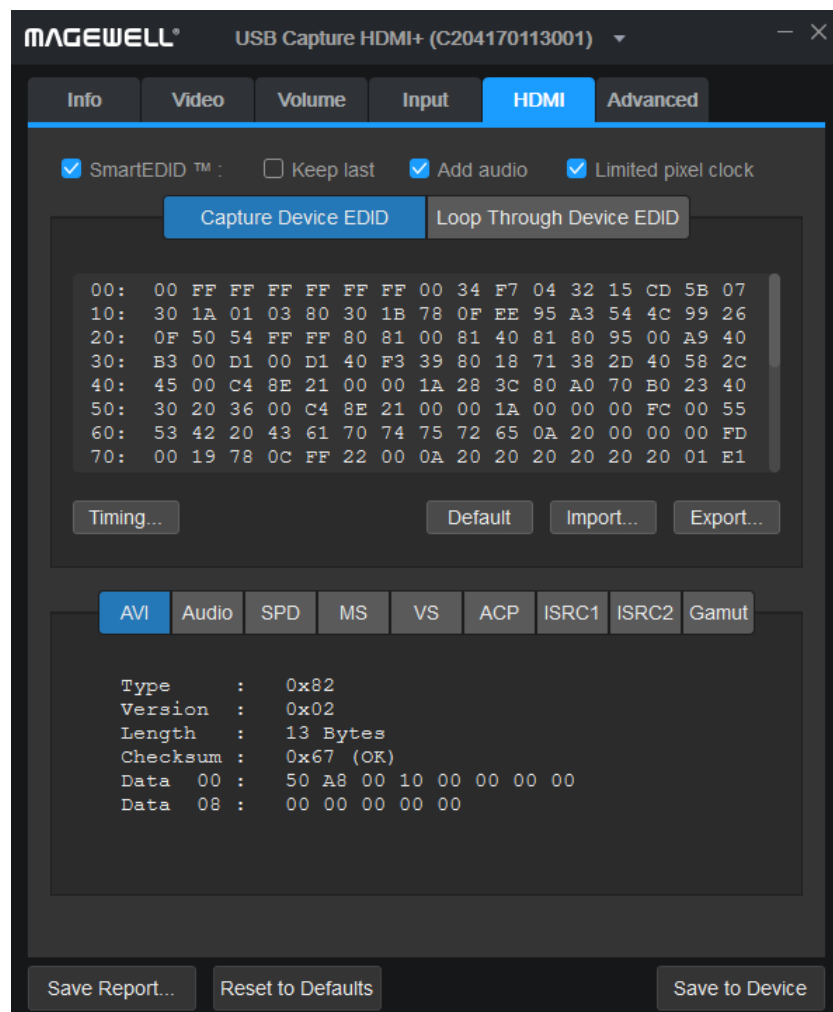 MAGEWELL® USB Capture HDMI+ (C204170113001)
Info Video Volume Input HDMI Advanced
SmartEDID ™ : Keep last Add audio Limited pixel clock
Capture Device EDID Loop Through Device EDID
00: 00 FF FF FF FF FF FF 00 34 F7 04 32 15 CD 5B 07
10: 30 1A 01 03 80 30 1B 78 0F EE 95 A3 54 4C 99 26
20: 0F 50 54 FF FF 80 81 00 81 40 81 80 95 00 A9 40
30: B3 00 D1 00 D1 40 F3 39 80 18 71 38 2D 40 58 2C
40: 45 00 C4 8E 21 00 00 1A 28 3C 80 A0 70 B0 23 40
50: 30 20 36 00 C4 8E 21 00 00 1A 00 00 00 FC 00 55
60: 53 42 20 43 61 70 74 75 72 65 0A 20 00 00 00 FD
70: 00 19 78 0C FF 22 00 0A 20 20 20 20 20 20 01 E1
Timing... Default Import... Export...
AVI Audio SPD MS VS ACP ISRC1 ISRC2 Gamut
Type : 0x82
Version : 0x02
Length : 13 Bytes
Checksum : 0x67 (OK)
Data 00 : 50 A8 00 10 00 00 00 00
Data 08 : 00 00 00 00 00
Save Report... Reset to Defaults Save to Device